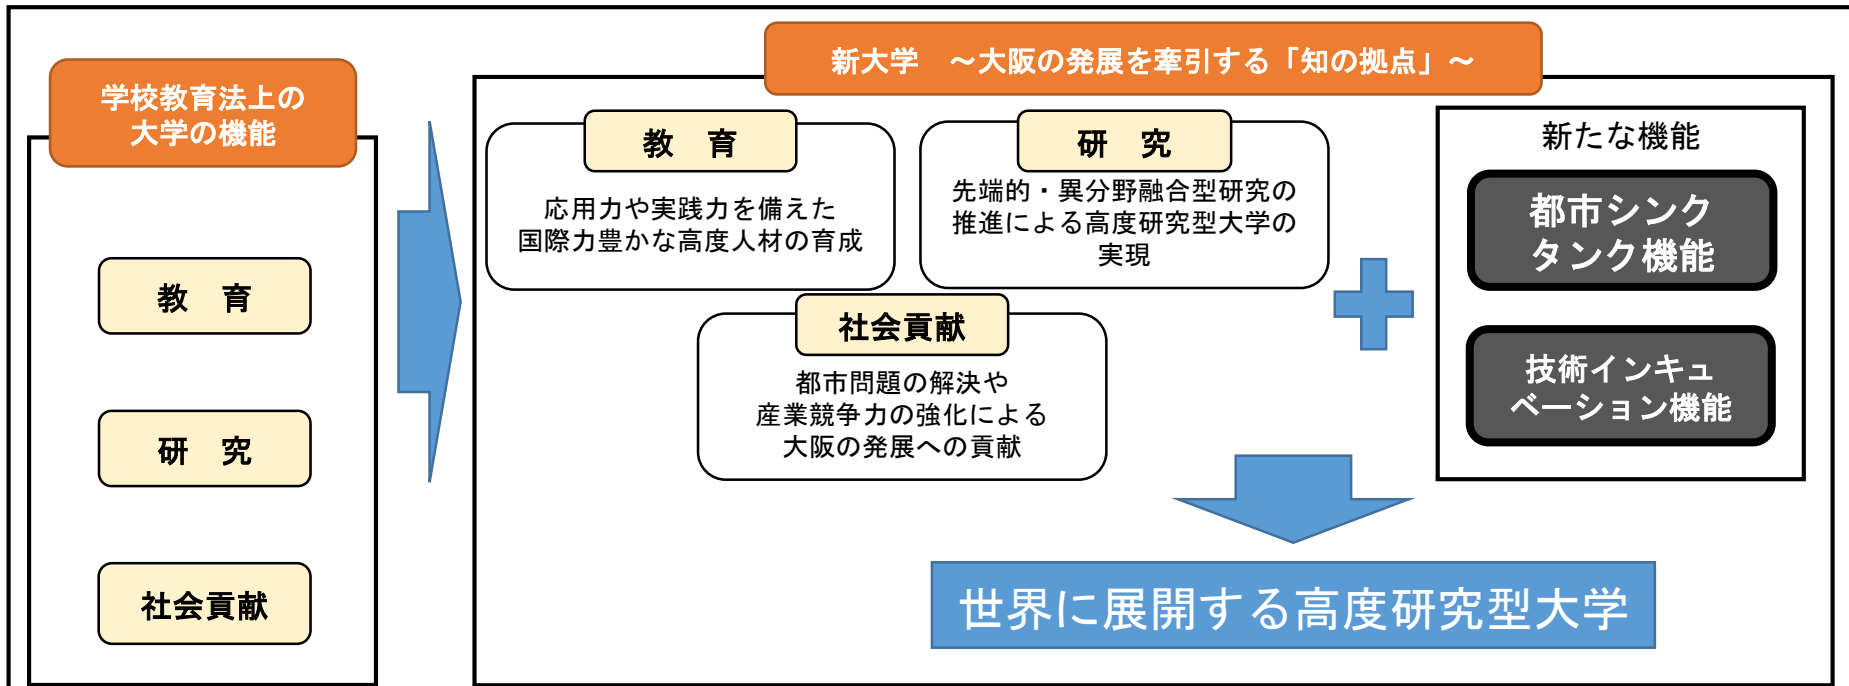 学校教育法上の
大学の機能
教　育
研　究
社会貢献
新大学　～大阪の発展を牽引する「知の拠点」～
教　育
応用力や実践力を備えた
国際力豊かな高度人材の育成
研　究
先端的・異分野融合型研究の
推進による高度研究型大学の
実現
社会貢献
都市問題の解決や
産業競争力の強化による
大阪の発展への貢献
新たな機能
都市シンク
タンク機能
技術インキュ
ベーション機能
世界に展開する高度研究型大学